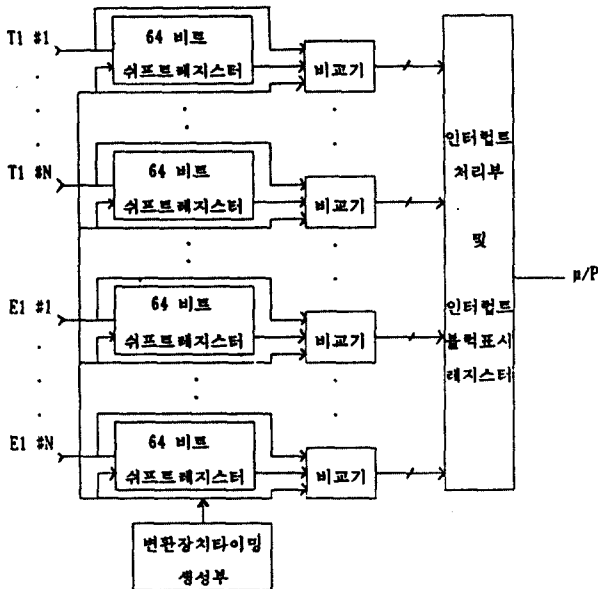 T1 #1
64 비트
쉬프트레지스터
비교기
T1 #N
64 비트
쉬프트레지스터
비교기
E1 #1
64 비트
쉬프트레지스터
비교기
E1 #N
64 비트
쉬프트레지스터
비교기
인터럽트
처리부
및
인터럽트
블럭표시
레지스터
μ/P
변환장치타이밍
생성부